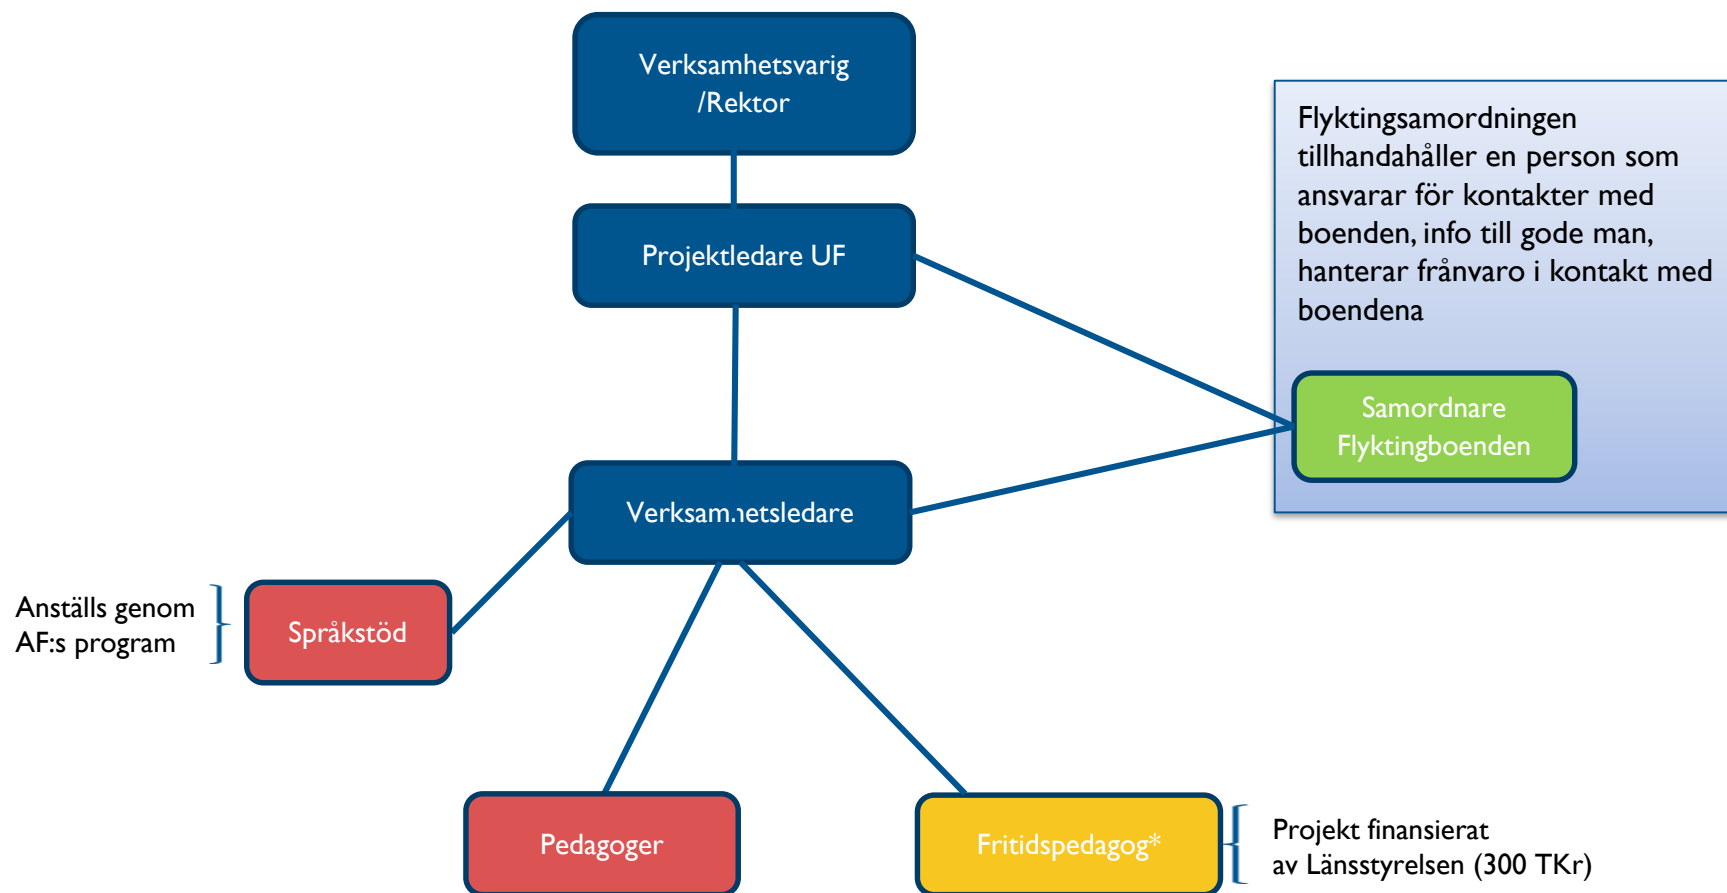 Verksamhetsvarig
/Rektor
Flyktingsamordningen
tillhandahåller en person som
ansvarar för kontakter med
boenden, info till gode man,
hanterar frånvaro i kontakt med
boendena
Projektledare UF
Samordnare
Flyktingboenden
Verksamhetsledare
Anställs genom
AF:s program
Språkstöd
Pedagoger
Fritidspedagog*
Projekt finansierat
av Länsstyrelsen (300 TKr)